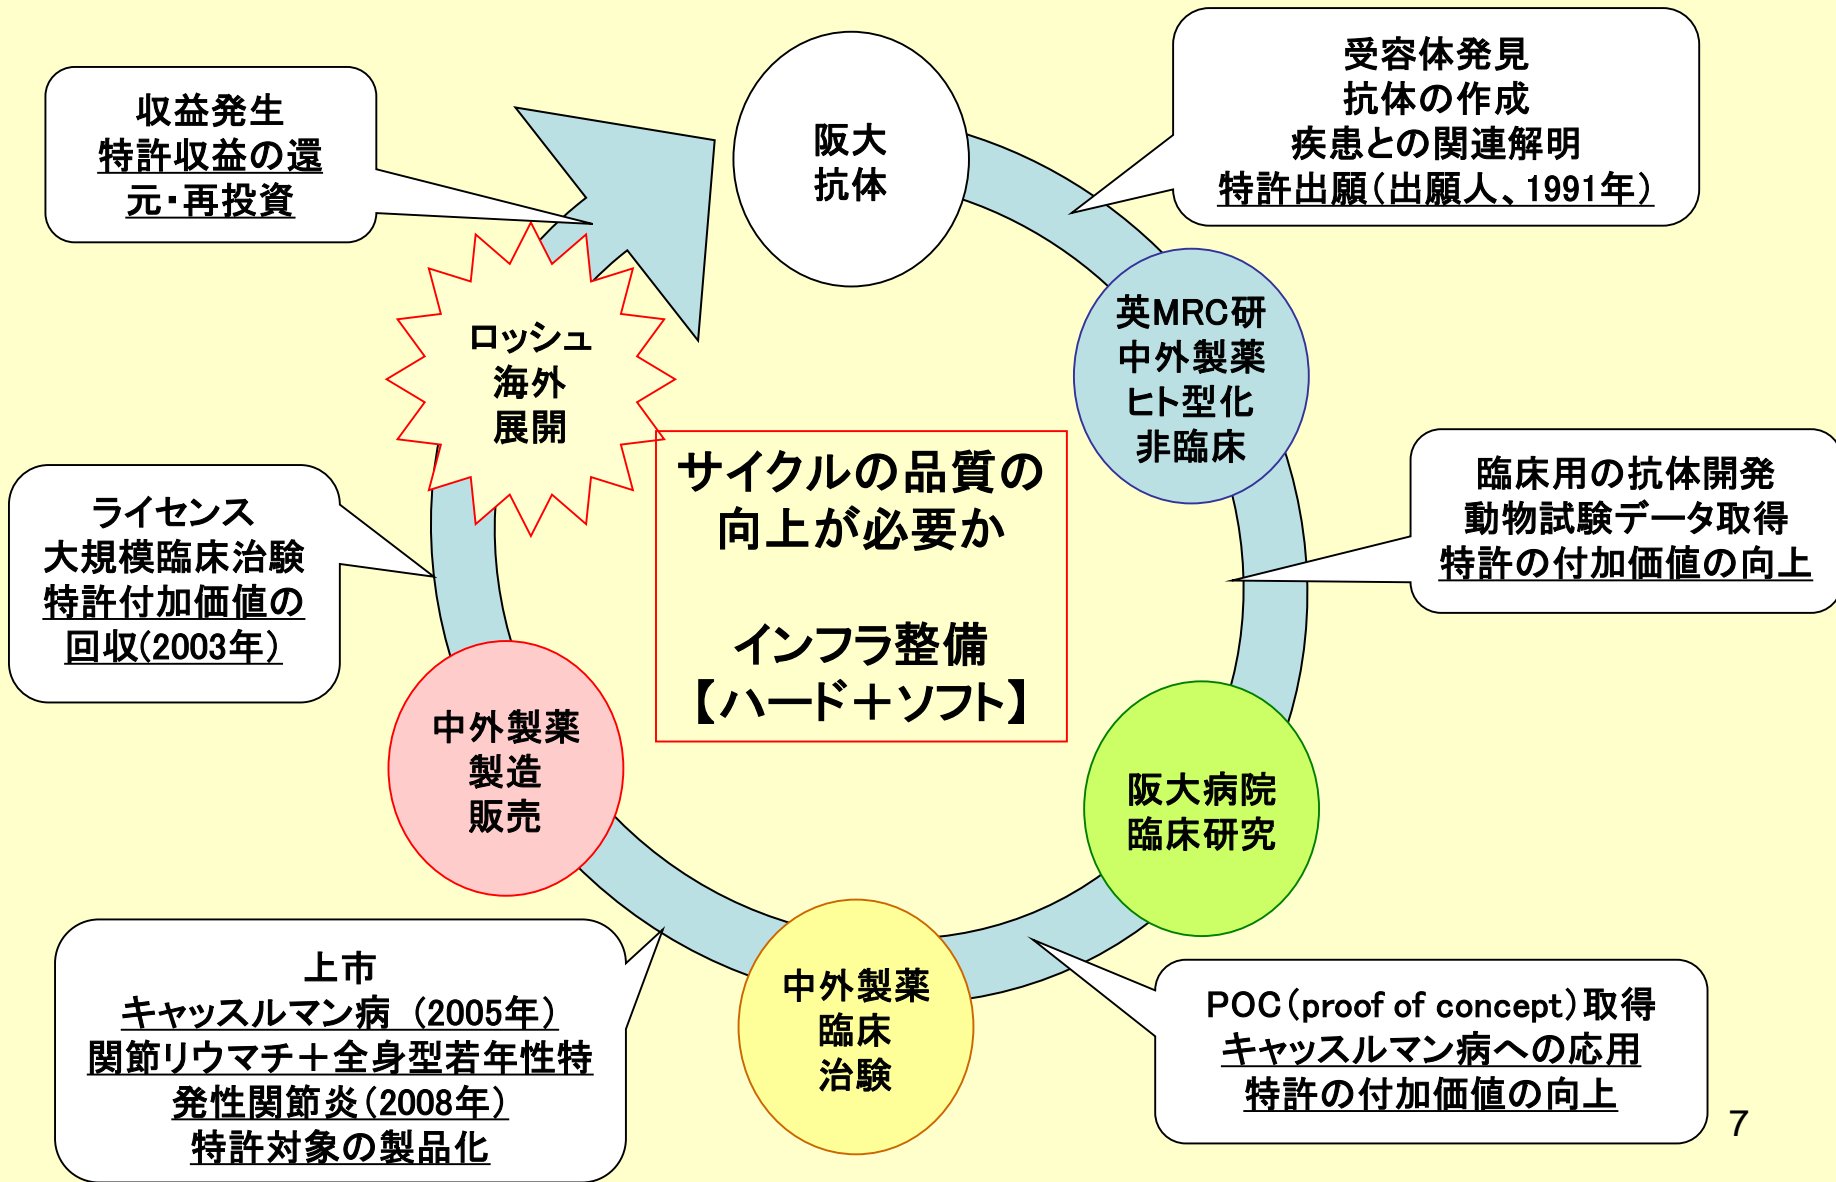 収益発生
特許収益の還
元・再投資
阪大
抗体
受容体発見
抗体の作成
疾患との関連解明
特許出願（出願人、1991年）
英MRC研
中外製薬
ヒト型化
非臨床
臨床用の抗体開発
動物試験データ取得
特許の付加価値の向上
阪大病院
臨床研究
POC（proof of concept）取得
キャッスルマン病への応用
特許の付加価値の向上
中外製薬
臨床
治験
上市
キャッスルマン病 （2005年）
関節リウマチ＋全身型若年性特
発性関節炎（2008年）
特許対象の製品化
中外製薬
製造
販売
ライセンス
大規模臨床治験
特許付加価値の
回収(2003年）
ロッシュ
海外
展開
サイクルの品質の
向上が必要か
インフラ整備
【ハード＋ソフト】
7